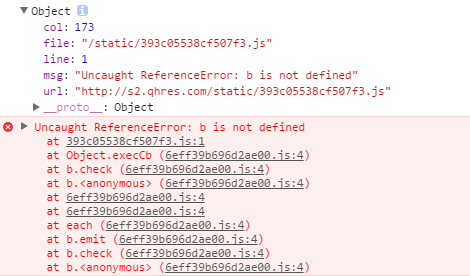 ▼ Object i
col: 173
file: "/static/393c05538cf507f3.js"
line: 1
msg: "Uncaught ReferenceError: b is not defined"
url: "http://s2.qhres.com/static/393c05538cf507f3.js"
▶ __proto__: Object
▶ Uncaught ReferenceError: b is not defined
at 393c05538cf507f3.js:1
at Object.execCb (6eff39b696d2ae00.js:4)
at b.check (6eff39b696d2ae00.js:4)
at b.<anonymous> (6eff39b696d2ae00.js:4)
at 6eff39b696d2ae00.js:4
at 6eff39b696d2ae00.js:4
at each (6eff39b696d2ae00.js:4)
at b.emit (6eff39b696d2ae00.js:4)
at b.check (6eff39b696d2ae00.js:4)
at b.<anonymous> (6eff39b696d2ae00.js:4)